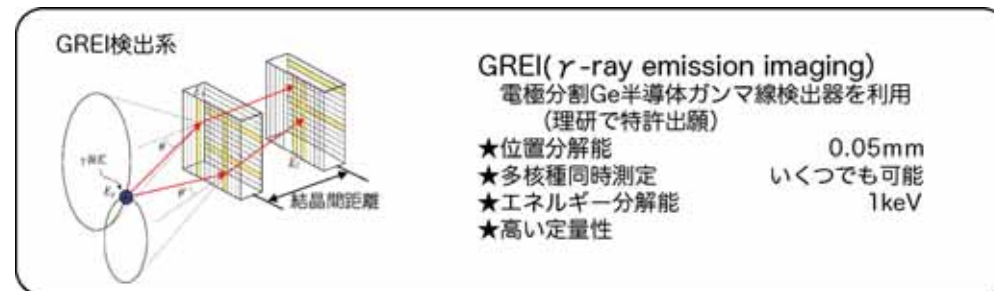 GREI検出系
結晶間距離
GREI(γ-ray emission imaging)
電極分割Ge半導体ガンマ線検出器を利用
(理研で特許出願)
★位置分解能 0.05mm
★多核種同時測定 いくつでも可能
★エネルギー分解能 1keV
★高い定量性